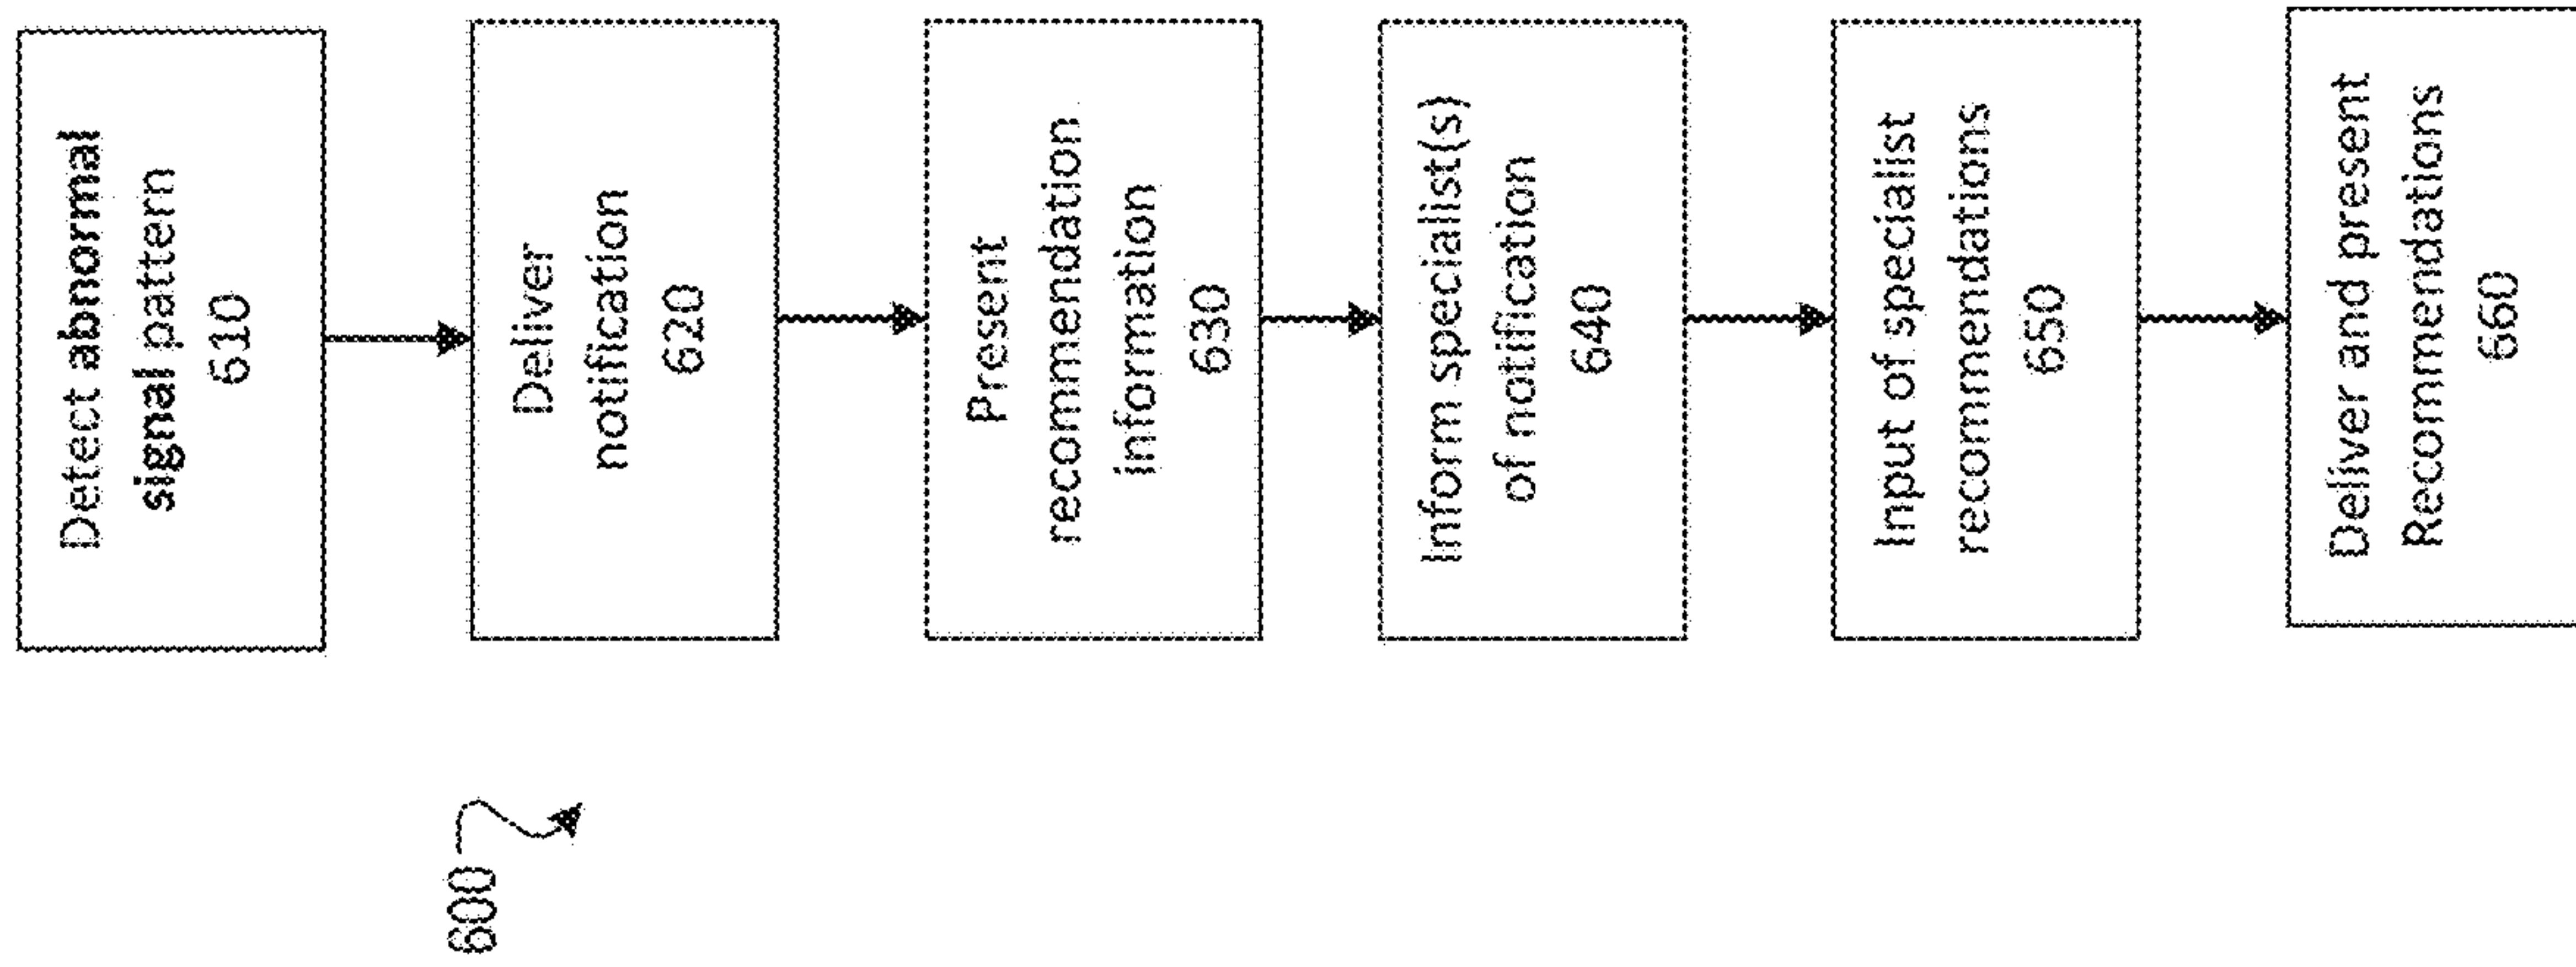 600
Detect abnormal
signal pattern
610
Deliver
notification
620
Present
recommendation
information
630
Inform specialist(s)
of notification
640
Input of specialist
recommendations
650
Deliver and present
Recommendations
660